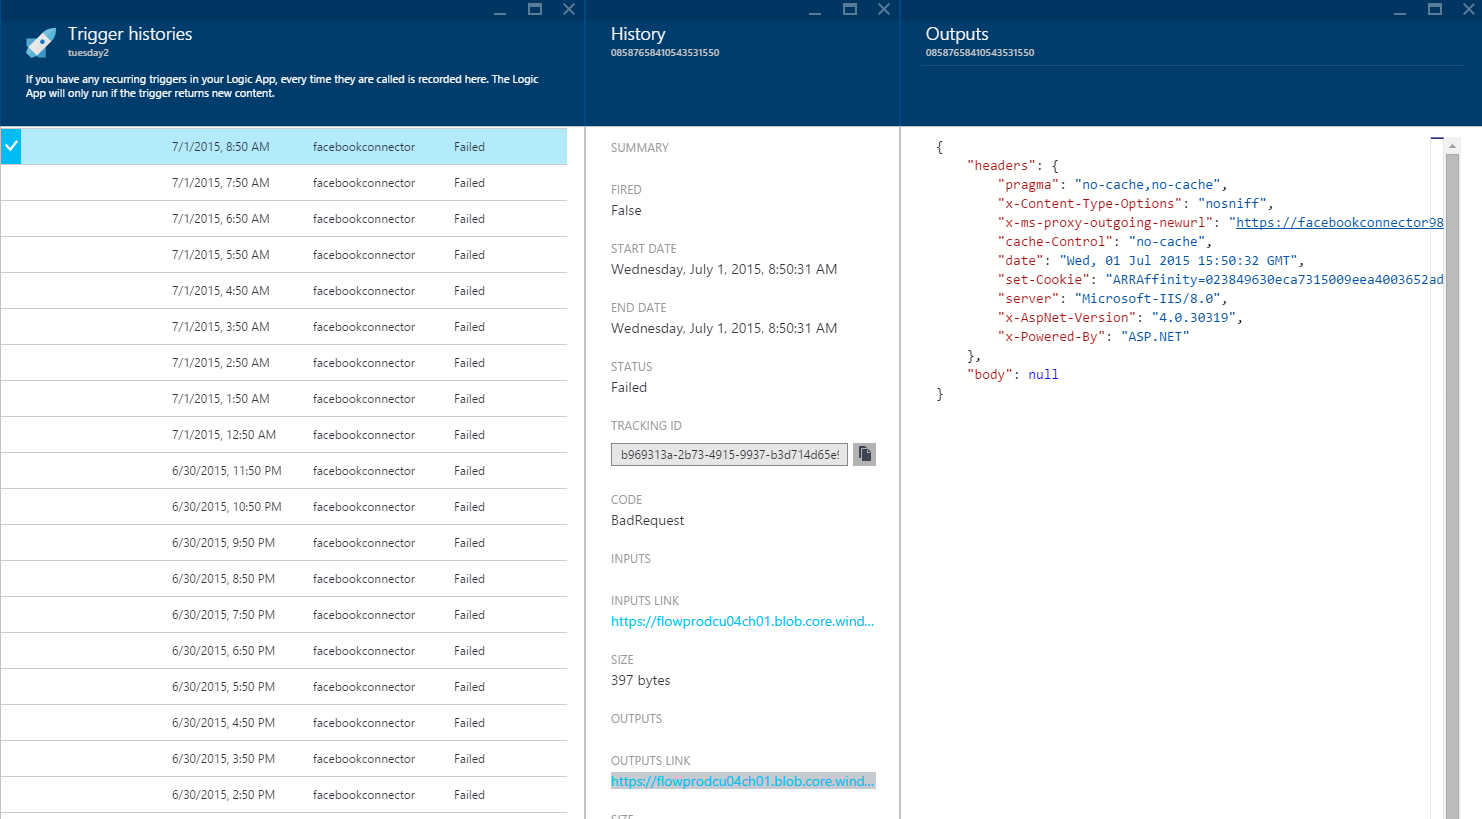 Trigger histories
tuesday2
If you have any recurring triggers in your Logic App, every time they are called is recorded here. The Logic
App will only run if the trigger returns new content.
7/1/2015, 8:50 AM facebookconnector Failed
7/1/2015, 7:50 AM facebookconnector Failed
7/1/2015, 6:50 AM facebookconnector Failed
7/1/2015, 5:50 AM facebookconnector Failed
7/1/2015, 4:50 AM facebookconnector Failed
7/1/2015, 3:50 AM facebookconnector Failed
7/1/2015, 2:50 AM facebookconnector Failed
7/1/2015, 1:50 AM facebookconnector Failed
7/1/2015, 12:50 AM facebookconnector Failed
6/30/2015, 11:50 PM facebookconnector Failed
6/30/2015, 10:50 PM facebookconnector Failed
6/30/2015, 9:50 PM facebookconnector Failed
6/30/2015, 8:50 PM facebookconnector Failed
6/30/2015, 7:50 PM facebookconnector Failed
6/30/2015, 6:50 PM facebookconnector Failed
6/30/2015, 5:50 PM facebookconnector Failed
6/30/2015, 4:50 PM facebookconnector Failed
6/30/2015, 3:50 PM facebookconnector Failed
6/30/2015, 2:50 PM facebookconnector Failed
History
08587658410543531550
SUMMARY
FIRED
False
START DATE
Wednesday, July 1, 2015, 8:50:31 AM
END DATE
Wednesday, July 1, 2015, 8:50:31 AM
STATUS
Failed
TRACKING ID
b969313a-2b73-4915-9937-b3d714d65e9
CODE
BadRequest
INPUTS
INPUTS LINK
https://flowprodcu04ch01.blob.core.wind...
SIZE
397 bytes
OUTPUTS
OUTPUTS LINK
https://flowprodcu04ch01.blob.core.wind...
SIZE
Outputs
08587658410543531550
{
"headers": {
"pragma": "no-cache,no-cache",
"x-Content-Type-Options": "nosniff",
"x-ms-proxy-outgoing-newurl": "https://facebookconnector98
"cache-Control": "no-cache",
"date": "Wed, 01 Jul 2015 15:50:32 GMT",
"set-Cookie": "ARRAffinity=023849630eca7315009eea4003652ad
"server": "Microsoft-IIS/8.0",
"x-AspNet-Version": "4.0.30319",
"x-Powered-By": "ASP.NET"
},
"body": null
}